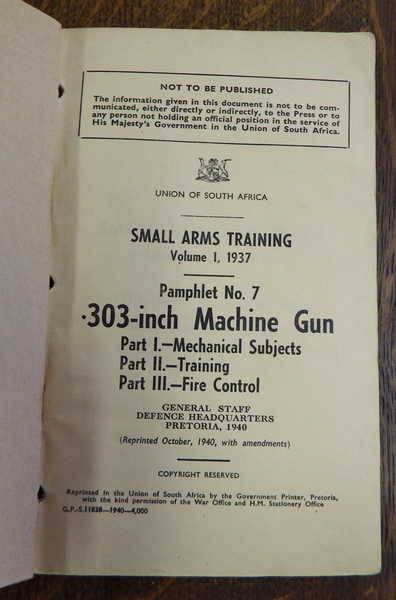 NOT TO BE PUBLISHED
The information given in this document is not to be com-
municated, either directly or indirectly, to the Press or to
any person not holding an official position in the service of
His Majesty's Government in the Union of South Africa.
UNION OF SOUTH AFRICA
SMALL ARMS TRAINING
Volume 1, 1937
Pamphlet No. 7
·303-inch Machine Gun
Part I.—Mechanical Subjects
Part II.—Training
Part III.—Fire Control
GENERAL STAFF
DEFENCE HEADQUARTERS
PRETORIA, 1940
(Reprinted October, 1940, with amendments)
COPYRIGHT RESERVED
Reprinted in the Union of South Africa by the Government Printer, Pretoria,
with the kind permission of the War Office and H.M. Stationery Office
G.P.-S.11838—1940—4,000